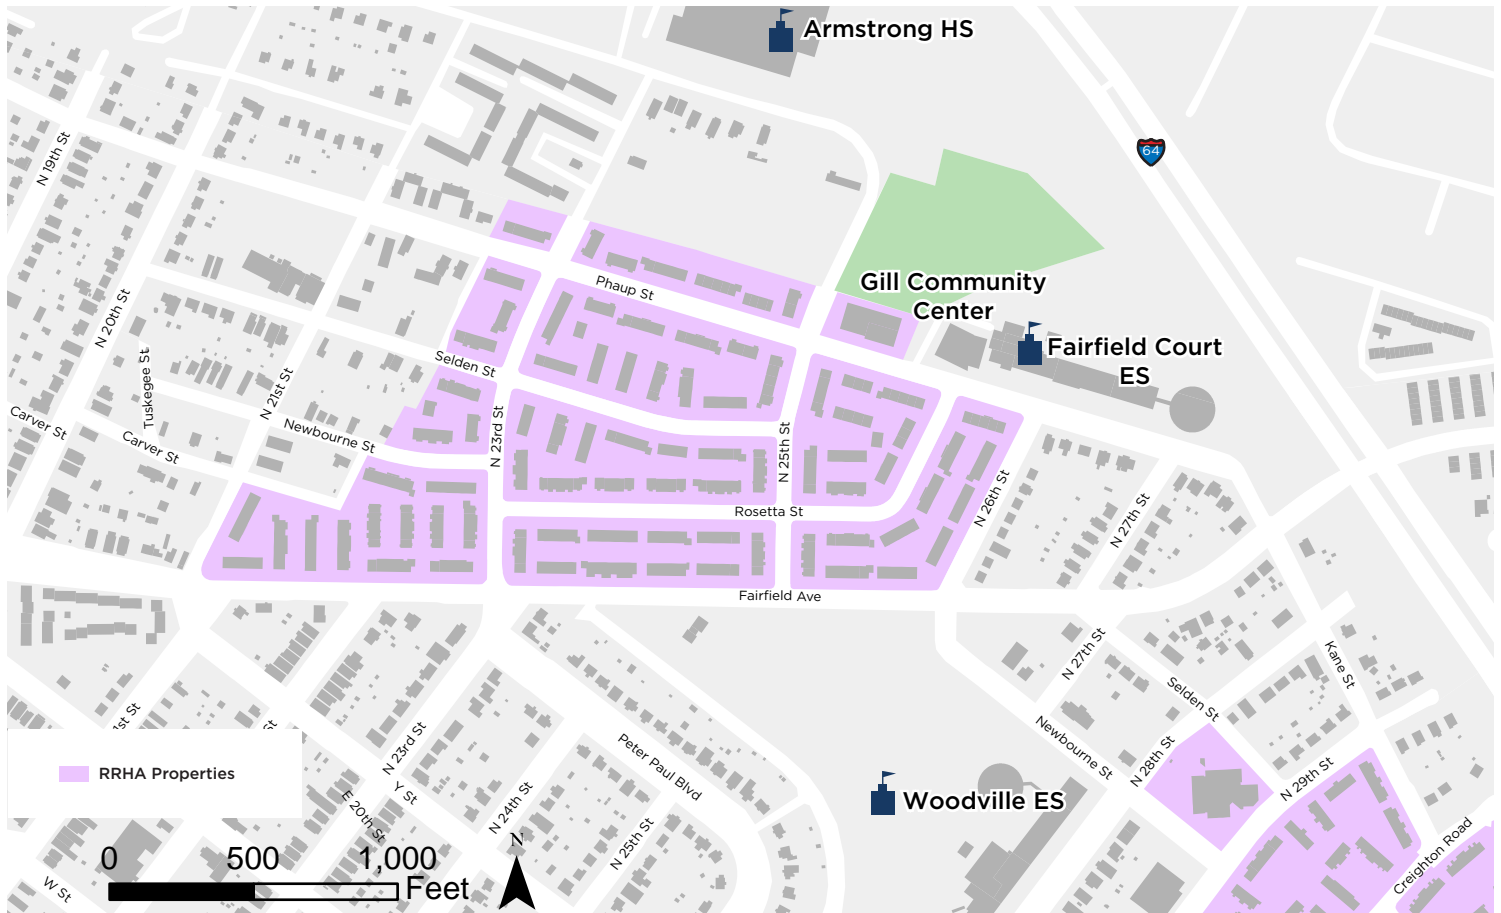 Armstrong HS
N 19th St
64
Gill Community
Center
Phaup St
N 20th St
Fairfield Court
ES
Tuskegee St
Selden St
N 21st St
Carver St
Carver St
Newbourne St
N 23rd St
N 25th St
N 26th St
N 27th St
Rosetta St
Fairfield Ave
N 27th St
Kane St
Selden St
1st St
St
N 23rd St
Peter Paul Blvd
Newbourne St
N 28th St
N 29th St
RRHA Properties
Y St
E 20th St
N 24th St
N 25th St
Woodville ES
Creighton Road
W St
0 500 1,000
Feet
N